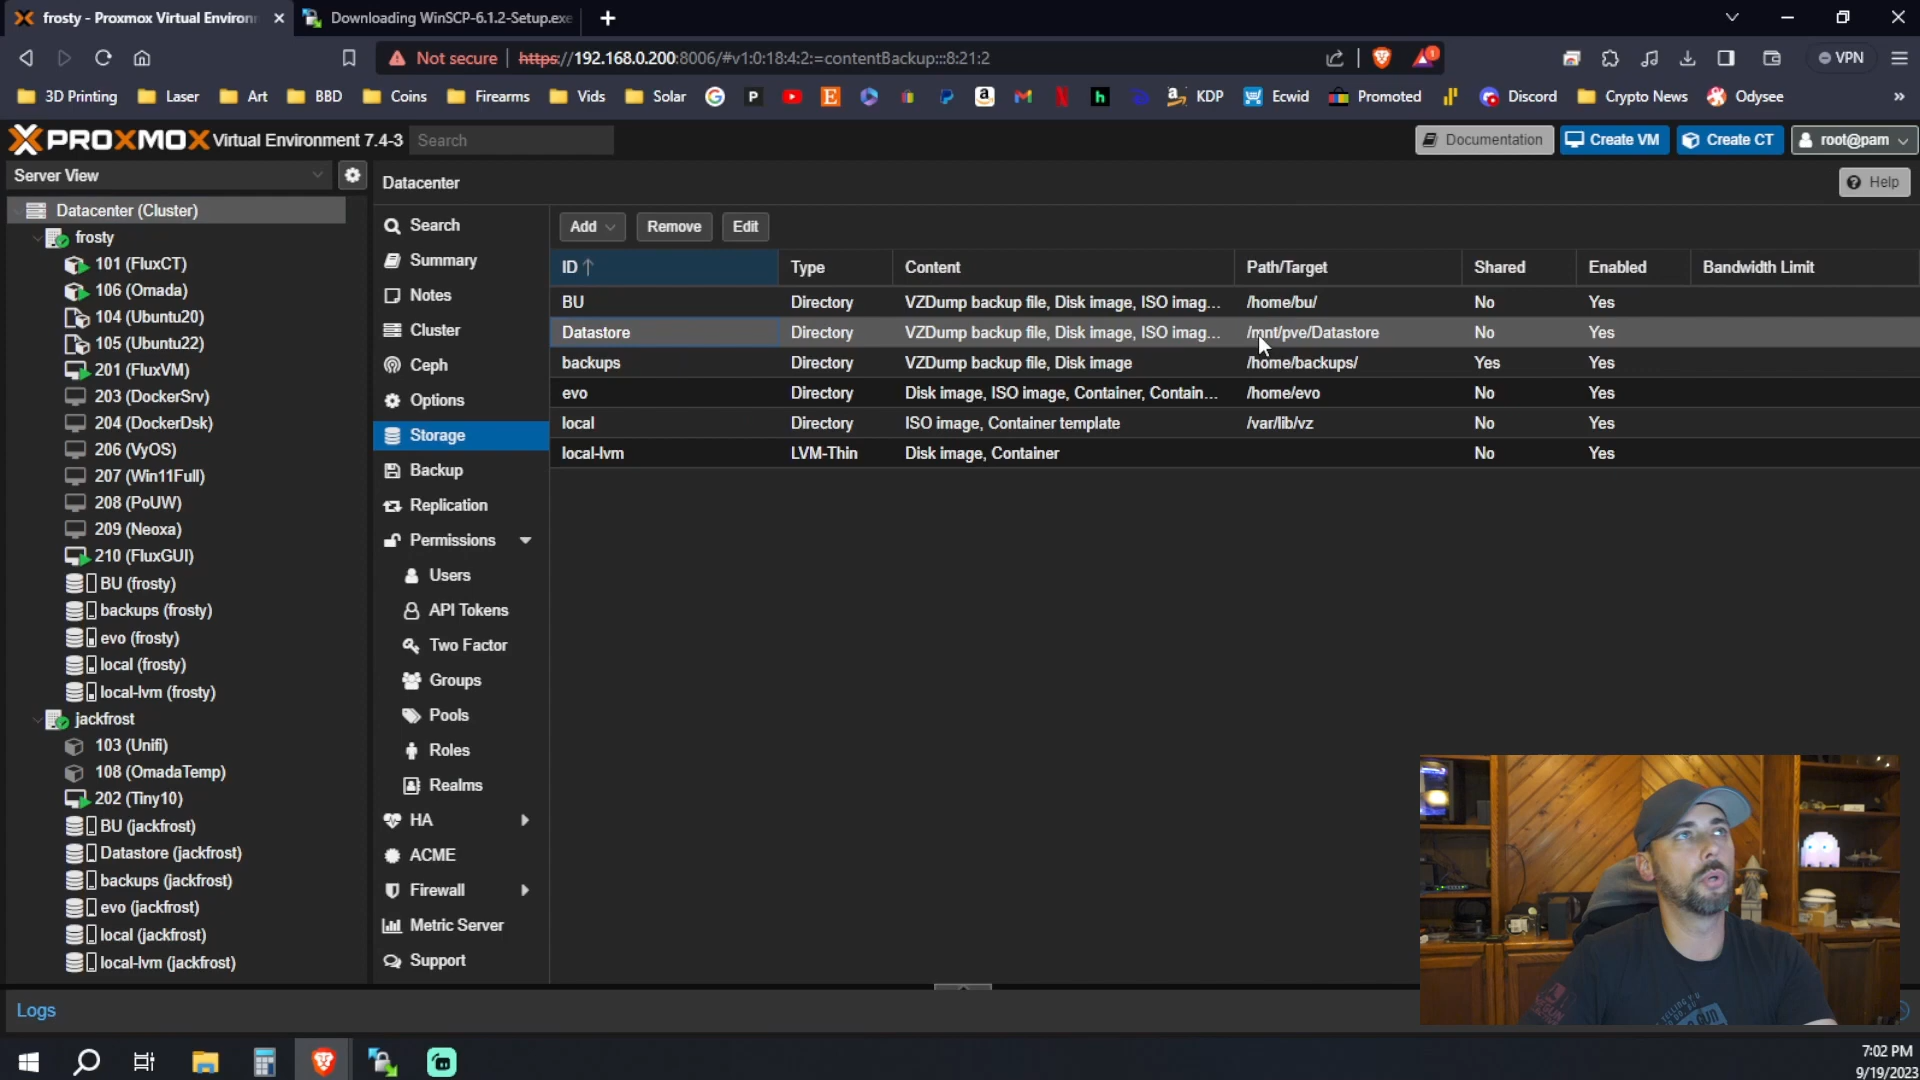 frosty - Proxmox Virtual Environ
Downloading WinSCP-6.1.2-Setup.exe
Not secure
https://192.168.0.200:8006/#v1:0:18:4:2:=contentBackup:::8:21:2
1
VPN
3D Printing
Laser
Art
BBD
Coins
Firearms
Vids
Solar
KDP
Ecwid
Promoted
Discord
Crypto News
Odysee
PROXMOX Virtual Environment 7.4-3
Search
Documentation
Create VM
Create CT
root@pam
Server View
Datacenter
Help
Datacenter (Cluster)
frosty
101 (FluxCT)
106 (Omada)
104 (Ubuntu20)
105 (Ubuntu22)
201 (FluxVM)
203 (DockerSrv)
204 (DockerDsk)
206 (VyOS)
207 (Win11Full)
208 (PoUW)
209 (Neoxa)
210 (FluxGUI)
BU (frosty)
backups (frosty)
evo (frosty)
local (frosty)
local-lvm (frosty)
jackfrost
103 (Unifi)
108 (OmadaTemp)
202 (Tiny10)
BU (jackfrost)
Datastore (jackfrost)
backups (jackfrost)
evo (jackfrost)
local (jackfrost)
local-lvm (jackfrost)
Search
Summary
Notes
Cluster
Ceph
Options
Storage
Backup
Replication
Permissions
Users
API Tokens
Two Factor
Groups
Pools
Roles
Realms
HA
ACME
Firewall
Metric Server
Support
Add
Remove
Edit
ID Type Content Path/Target Shared Enabled Bandwidth Limit
BU Directory VZDump backup file, Disk image, ISO imag... /home/bu/ No Yes
Datastore Directory VZDump backup file, Disk image, ISO imag... /mnt/pve/Datastore No Yes
backups Directory VZDump backup file, Disk image /home/backups/ Yes Yes
evo Directory Disk image, ISO image, Container, Contain... /home/evo No Yes
local Directory ISO image, Container template /var/lib/vz No Yes
local-lvm LVM-Thin Disk image, Container No Yes
Logs
7:02 PM
9/19/2023